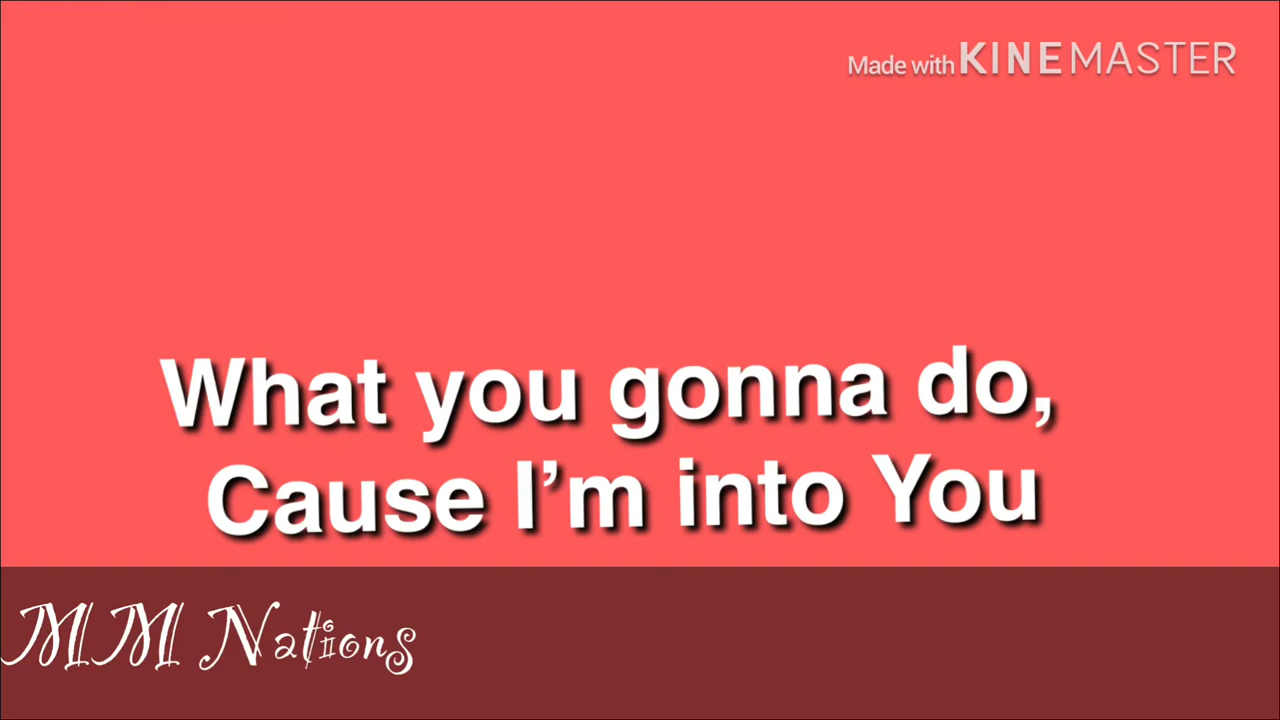 Made with KINEMASTER
What you gonna do,
Cause I’m into You
MM Nations